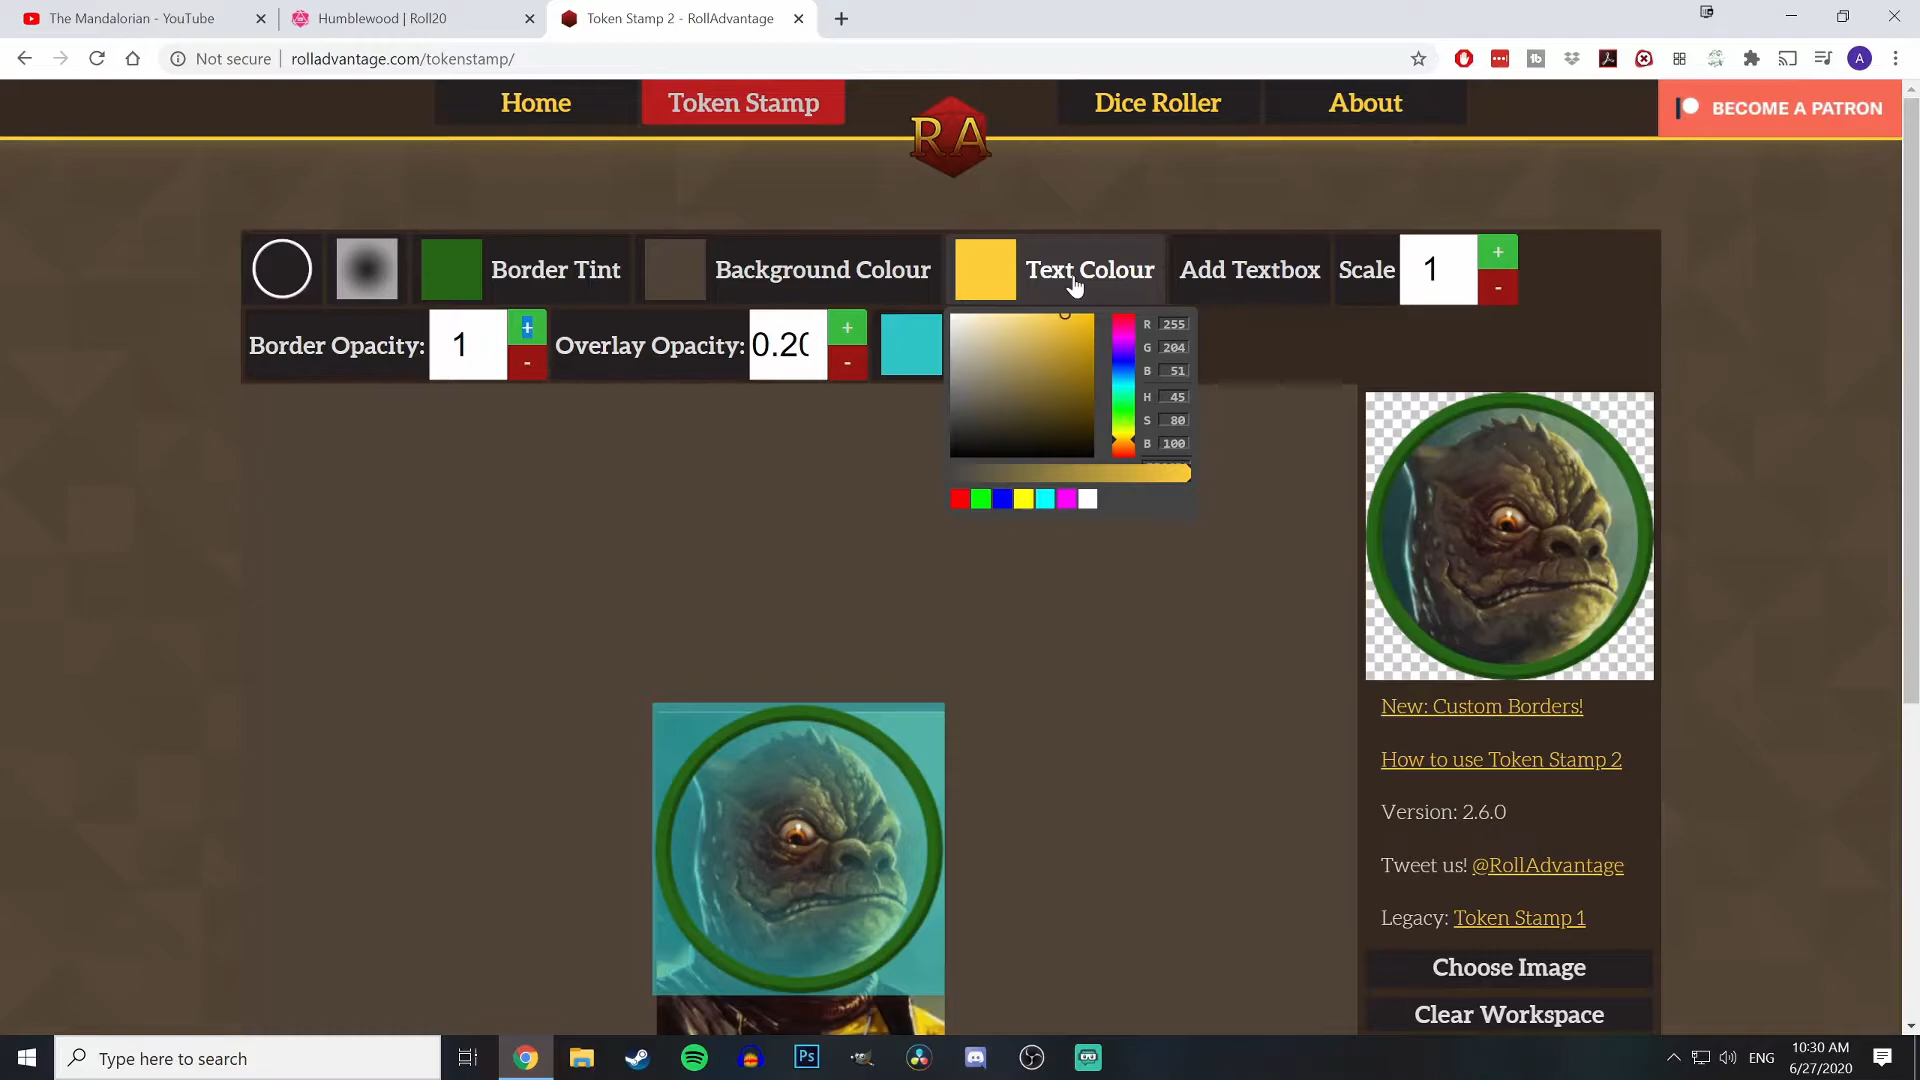 The Mandalorian - YouTube
Humblewood | Roll20
Token Stamp 2 - RollAdvantage
Not secure
rolladvantage.com/tokenstamp/
A
Home
Token Stamp
RA
Dice Roller
About
BECOME A PATRON
Border Tint
Background Colour
Text Colour
Add Textbox
Scale
1
+
-
Border Opacity:
1
+
-
Overlay Opacity:
0.20
+
-
R 255
G 204
B 51
H 45
S 80
B 100
New: Custom Borders!
How to use Token Stamp 2
Version: 2.6.0
Tweet us! @RollAdvantage
Legacy: Token Stamp 1
Choose Image
Clear Workspace
Type here to search
Ps
ENG
10:30 AM
6/27/2020